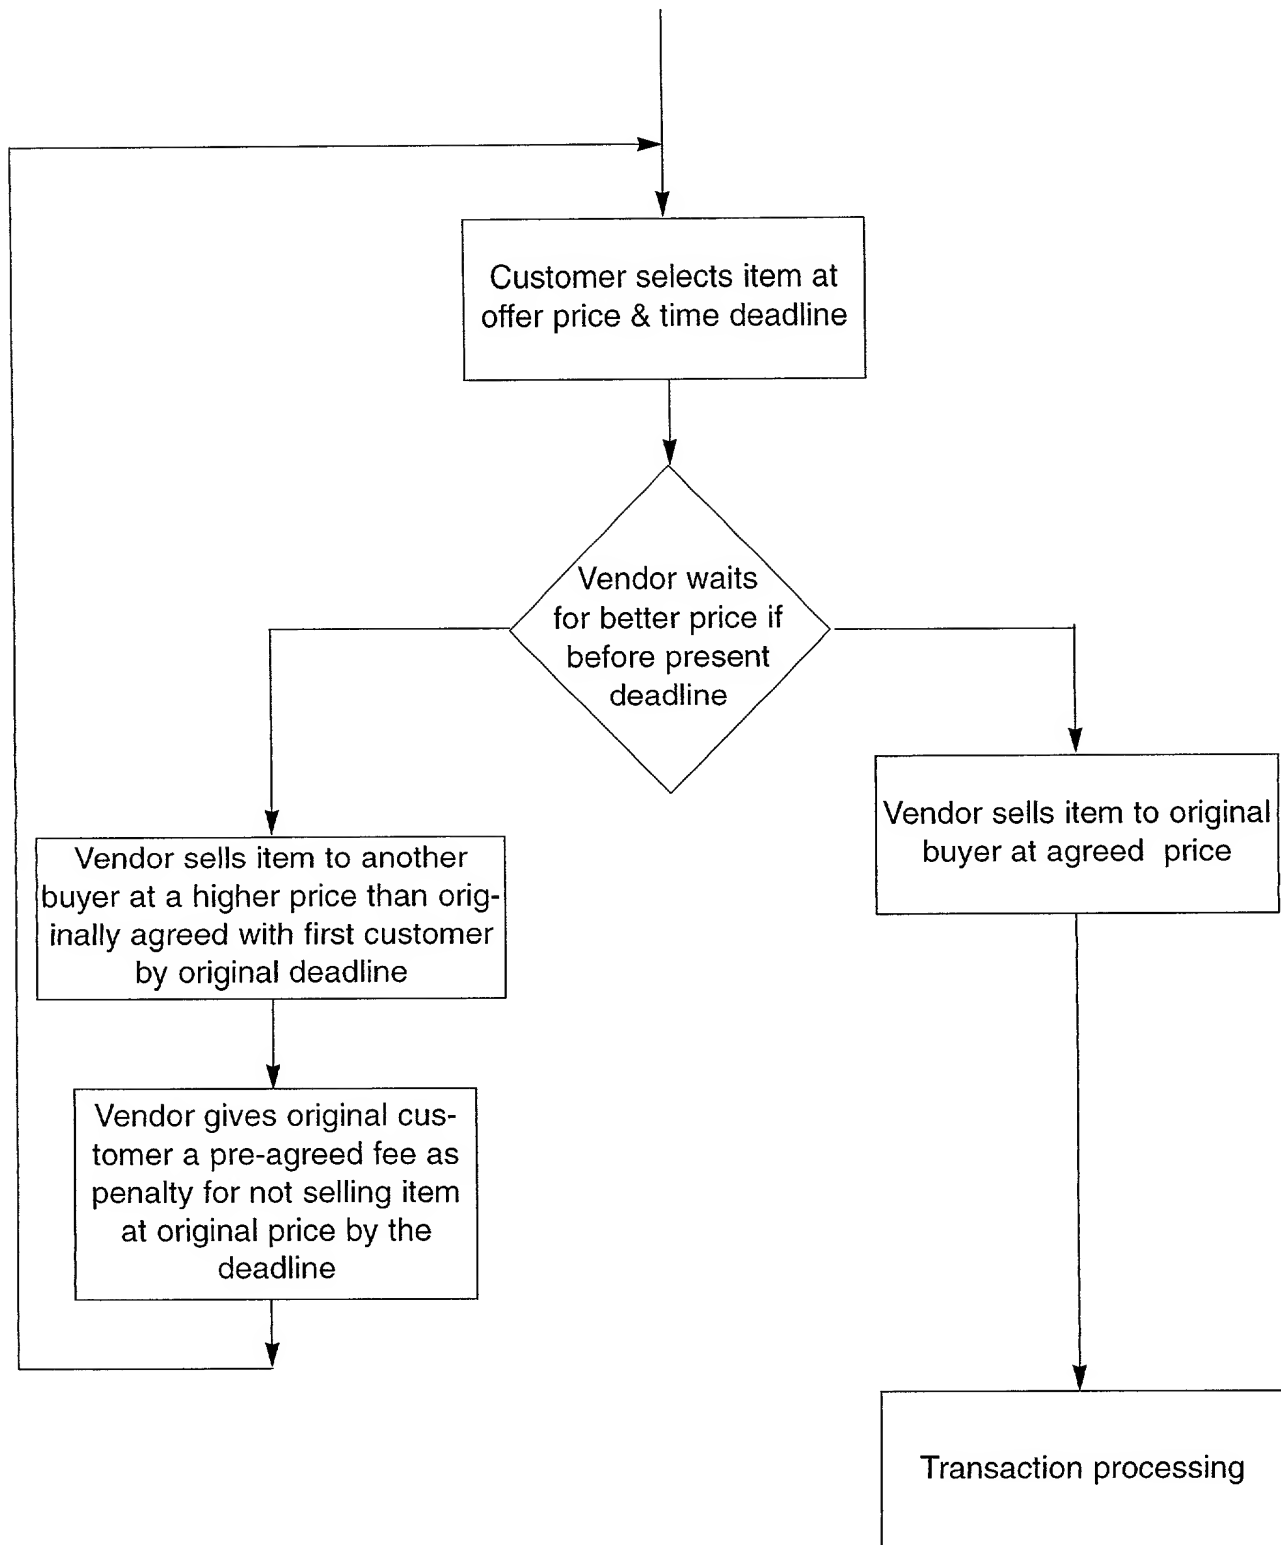 Customer selects item at
offer price & time deadline
Vendor waits
for better price if
before present
deadline
Vendor sells item to original
buyer at agreed price
Vendor sells item to another
buyer at a higher price than orig-
inally agreed with first customer
by original deadline
Vendor gives original cus-
tomer a pre-agreed fee as
penalty for not selling item
at original price by the
deadline
Transaction processing